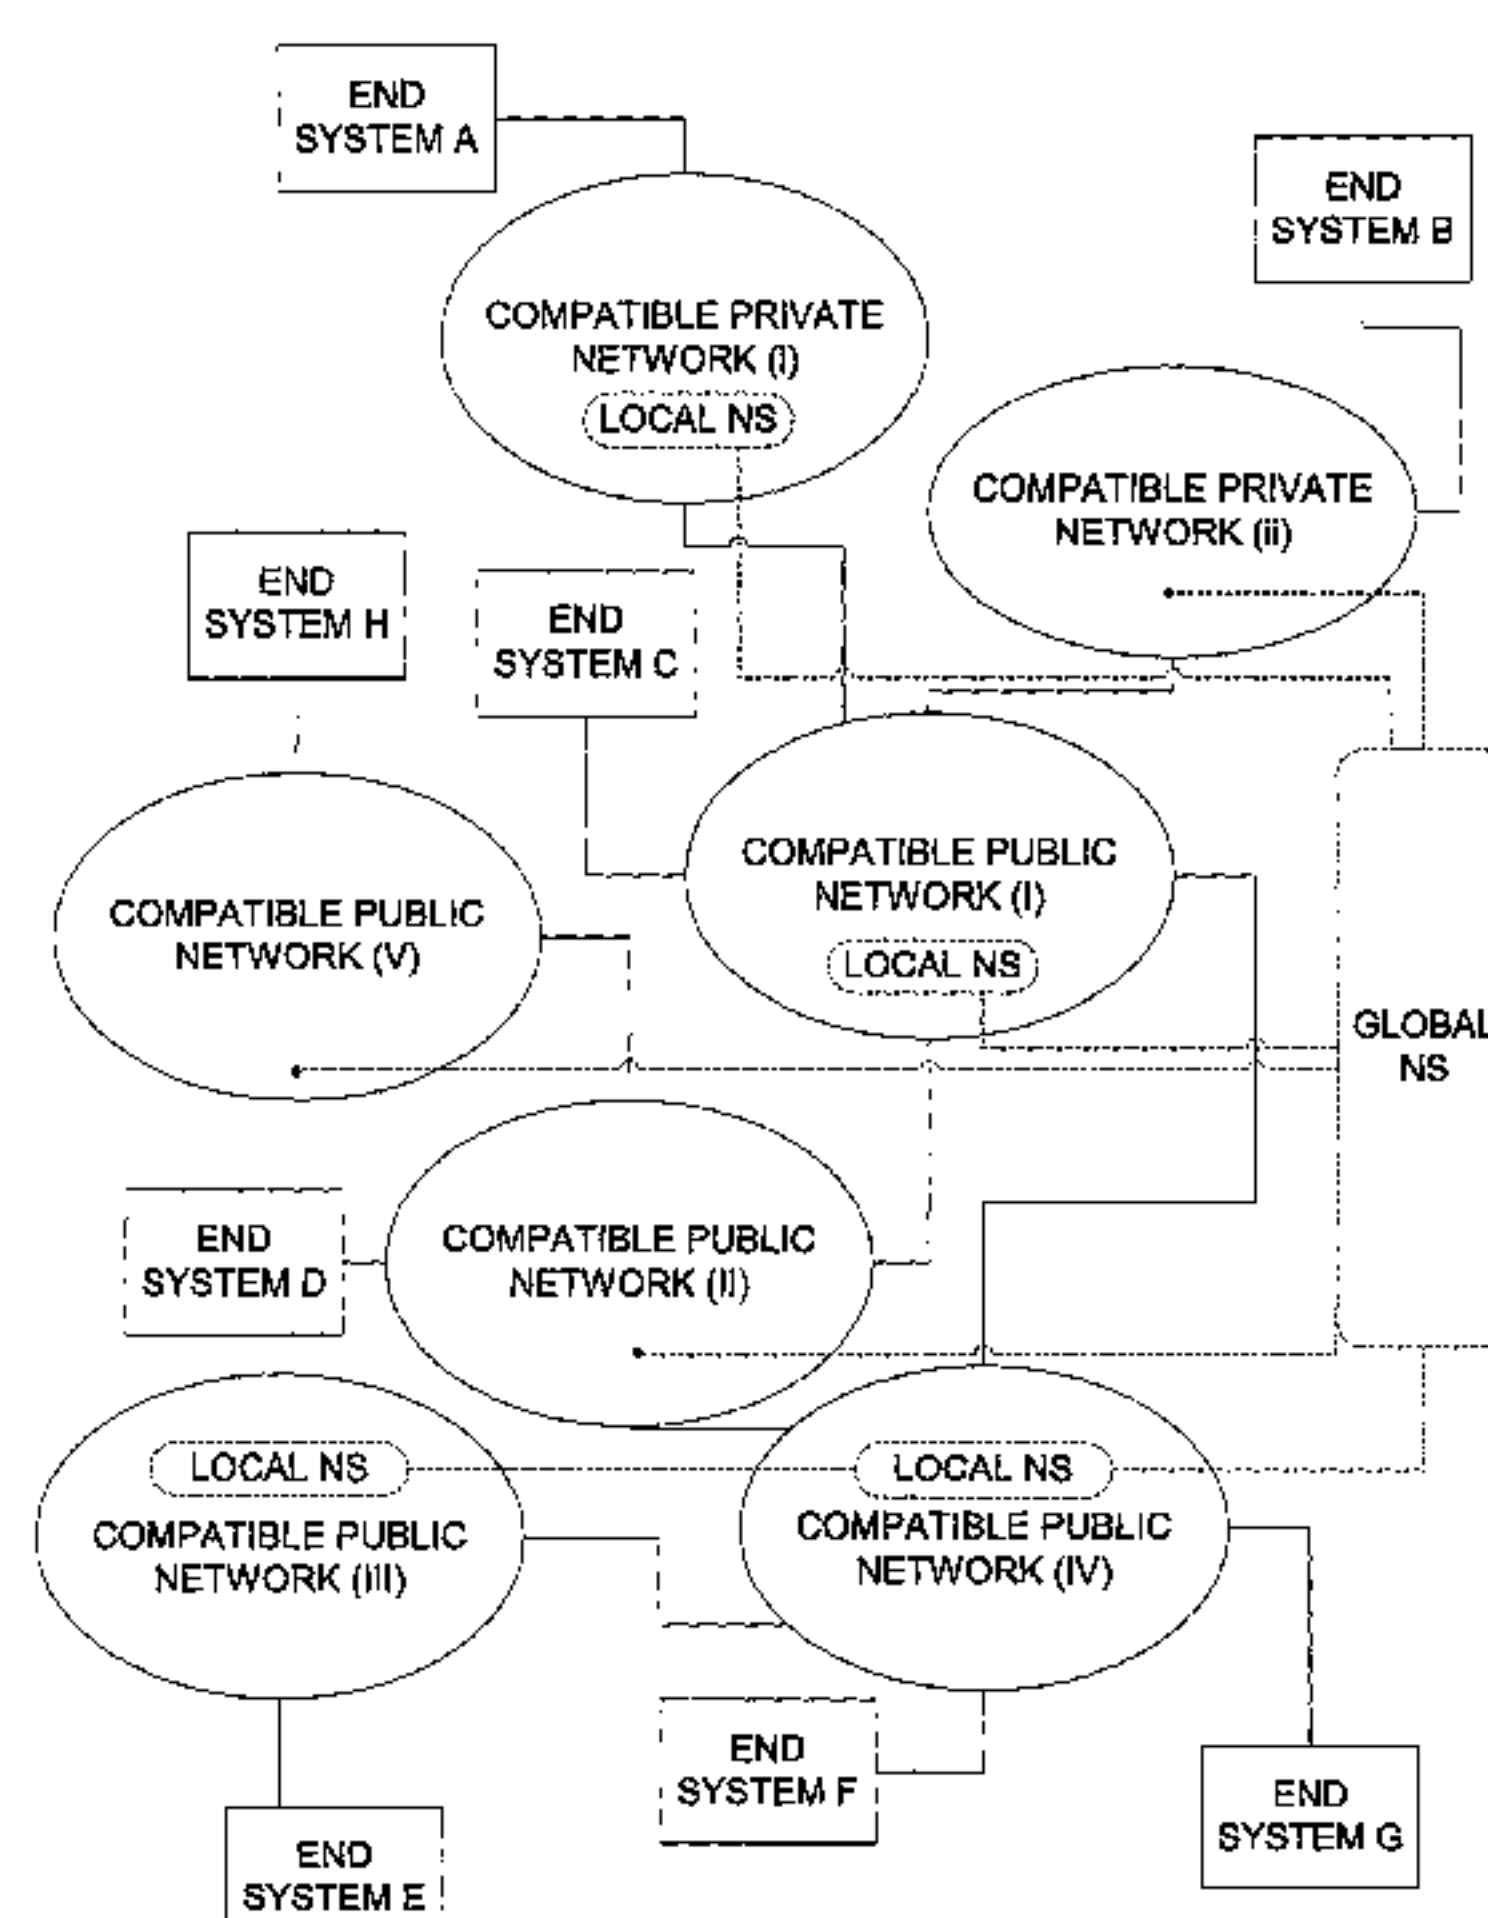 END
SYSTEM A
END
SYSTEM B
COMPATIBLE PRIVATE
NETWORK (I)
LOCAL NS
COMPATIBLE PRIVATE
NETWORK (ii)
END
SYSTEM H
END
SYSTEM C
COMPATIBLE PUBLIC
NETWORK (I)
LOCAL NS
COMPATIBLE PUBLIC
NETWORK (V)
GLOBAL
NS
COMPATIBLE PUBLIC
NETWORK (II)
END
SYSTEM D
LOCAL NS
COMPATIBLE PUBLIC
NETWORK (III)
LOCAL NS
COMPATIBLE PUBLIC
NETWORK (IV)
END
SYSTEM F
END
SYSTEM G
END
SYSTEM E